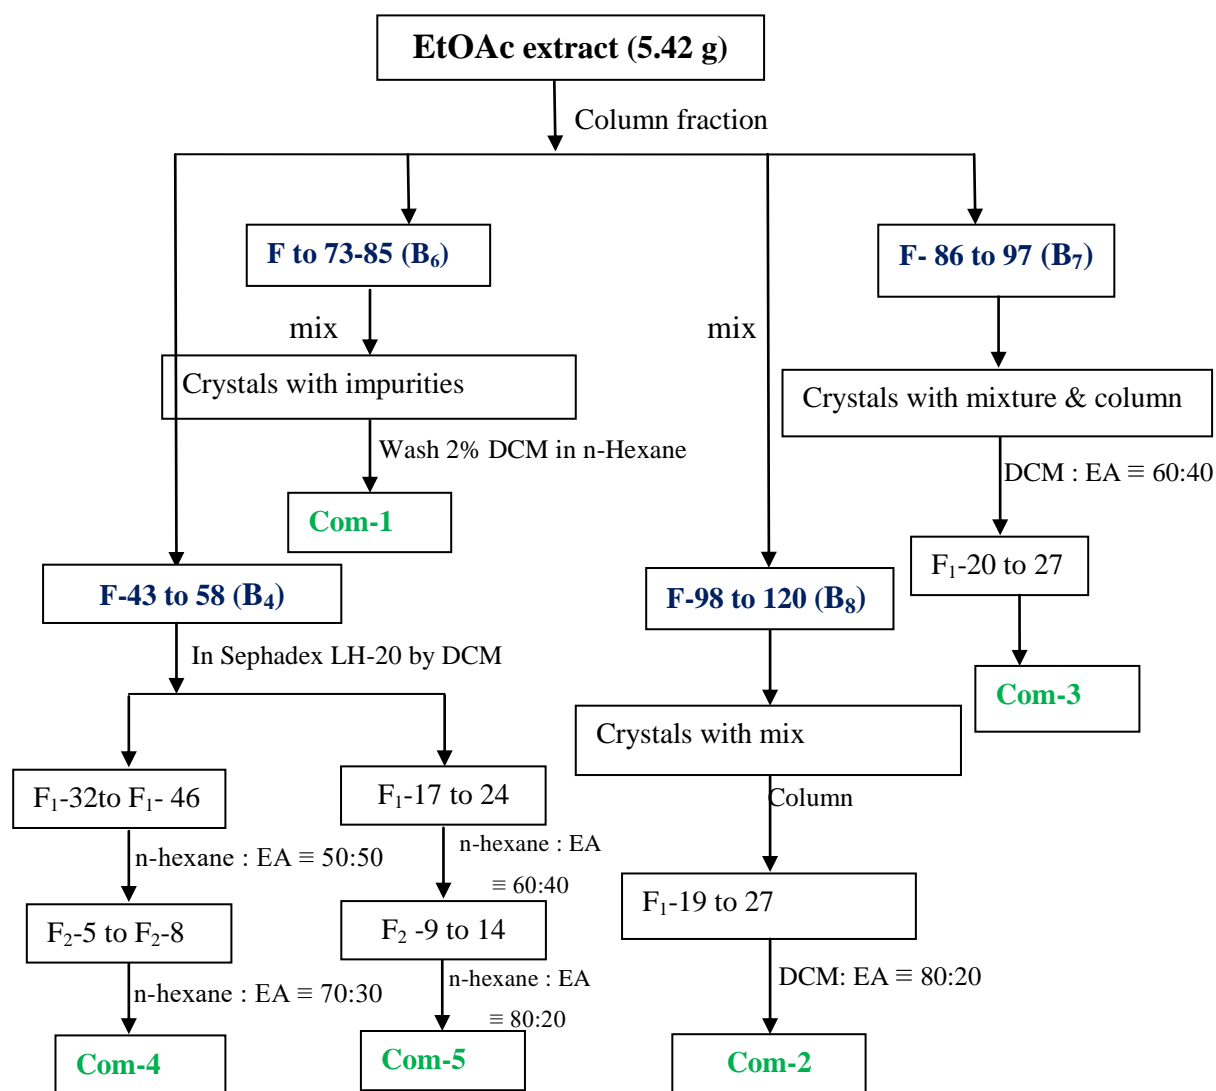 EtOAc extract (5.42 g)
Column fraction
F to 73-85 (B₆)
F- 86 to 97 (B₇)
mix
mix
Crystals with impurities
Crystals with mixture & column
Wash 2% DCM in n-Hexane
DCM : EA ≡ 60:40
Com-1
F₁-20 to 27
F-43 to 58 (B₄)
F-98 to 120 (B₈)
In Sephadex LH-20 by DCM
Com-3
Crystals with mix
F₁-32to F₁- 46
F₁-17 to 24
Column
n-hexane : EA ≡ 50:50
n-hexane : EA
≡ 60:40
F₁-19 to 27
F₂-5 to F₂-8
F₂ -9 to 14
n-hexane : EA ≡ 70:30
n-hexane : EA
≡ 80:20
DCM: EA ≡ 80:20
Com-4
Com-5
Com-2